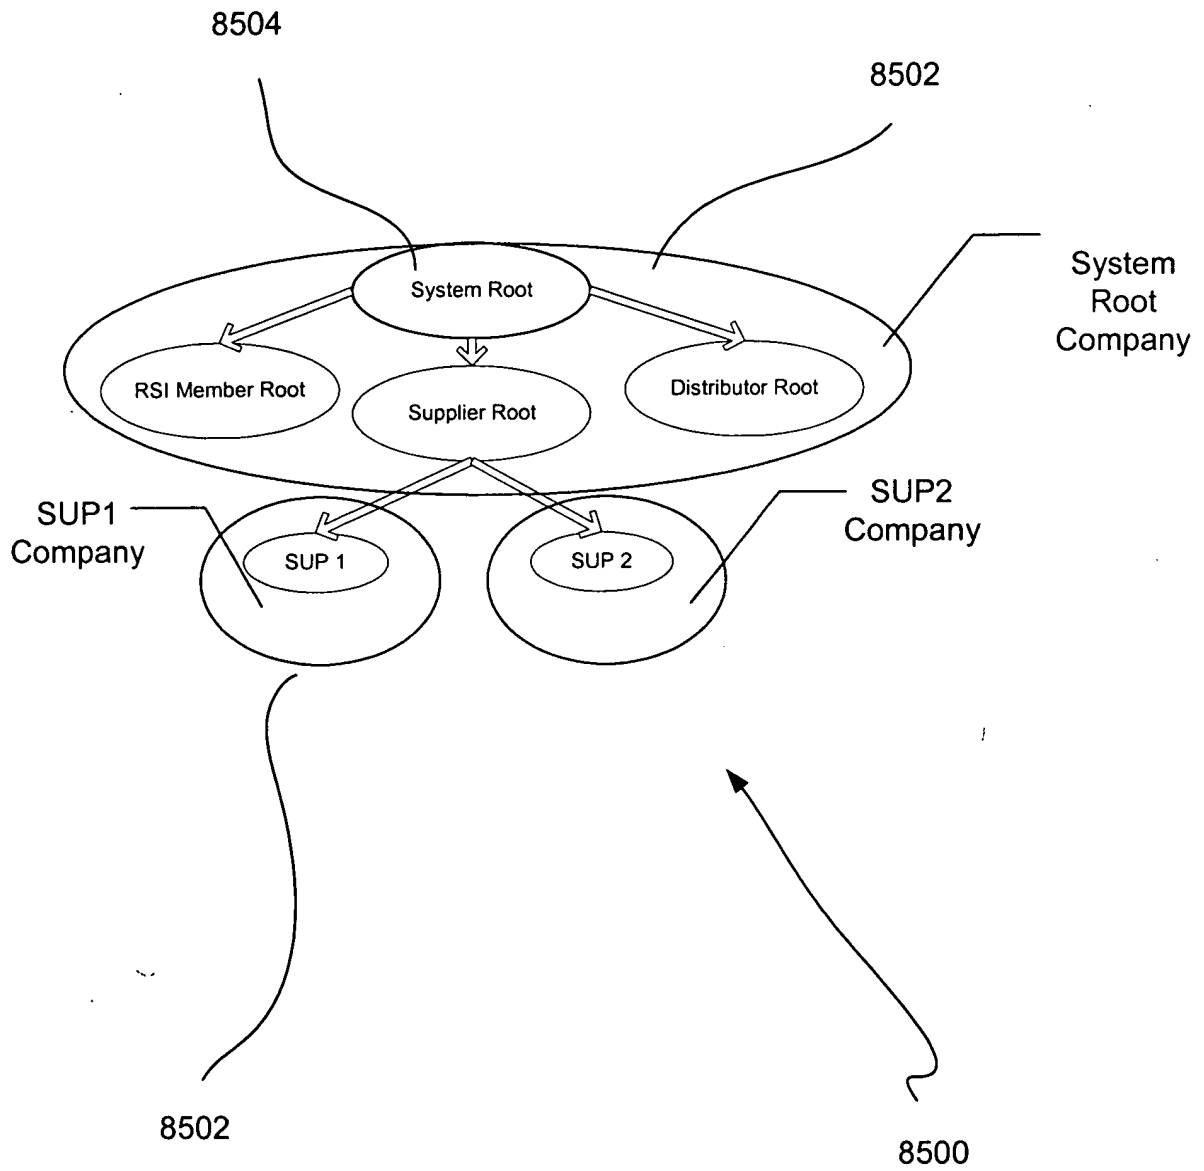 8504
8502
System
Root
Company
System Root
RSI Member Root
Supplier Root
Distributor Root
SUP1
Company
SUP2
Company
SUP 1
SUP 2
8502
8500